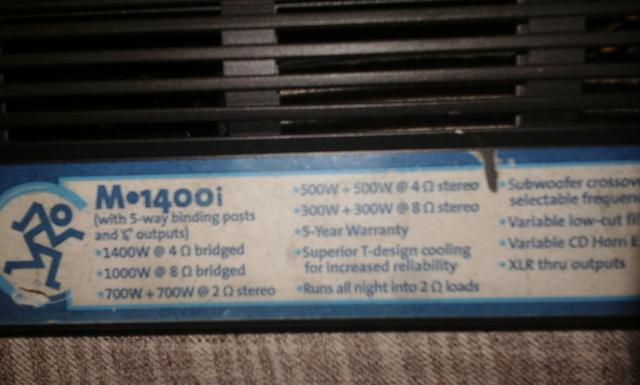 M•1400i
(with 5-way binding posts
and ¼" outputs)
•1400W @ 4 Ω bridged
•1000W @ 8 Ω bridged
•700W + 700W @ 2 Ω stereo
•500W + 500W @ 4 Ω stereo
•300W + 300W @ 8 Ω stereo
•5-Year Warranty
•Superior T-design cooling
for increased reliability
•Runs all night into 2 Ω loads
•Subwoofer crossov
selectable frequen
•Variable low-cut fi
•Variable CD Horn E
•XLR thru outputs